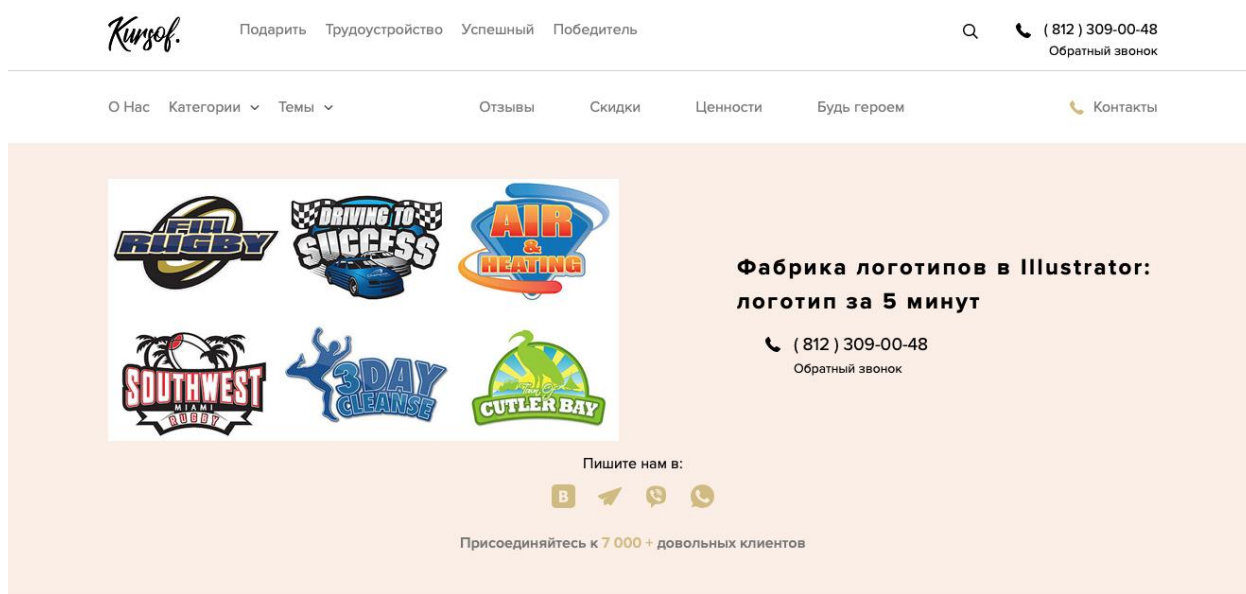 Kursof.
Подарить Трудоустройство Успешный Победитель
( 812 ) 309-00-48
Обратный звонок
О Нас Категории Темы Отзывы Скидки Ценности Будь героем Контакты
FIU
RUGBY
DRIVING TO
SUCCESS
AIR
&
HEATING
SOUTHWEST
MIAMI
RUGBY
3DAY
CLEANSE
Town Of
CUTLER BAY
Фабрика логотипов в Illustrator:
логотип за 5 минут
( 812 ) 309-00-48
Обратный звонок
Пишите нам в:
В
Присоединяйтесь к 7 000 + довольных клиентов